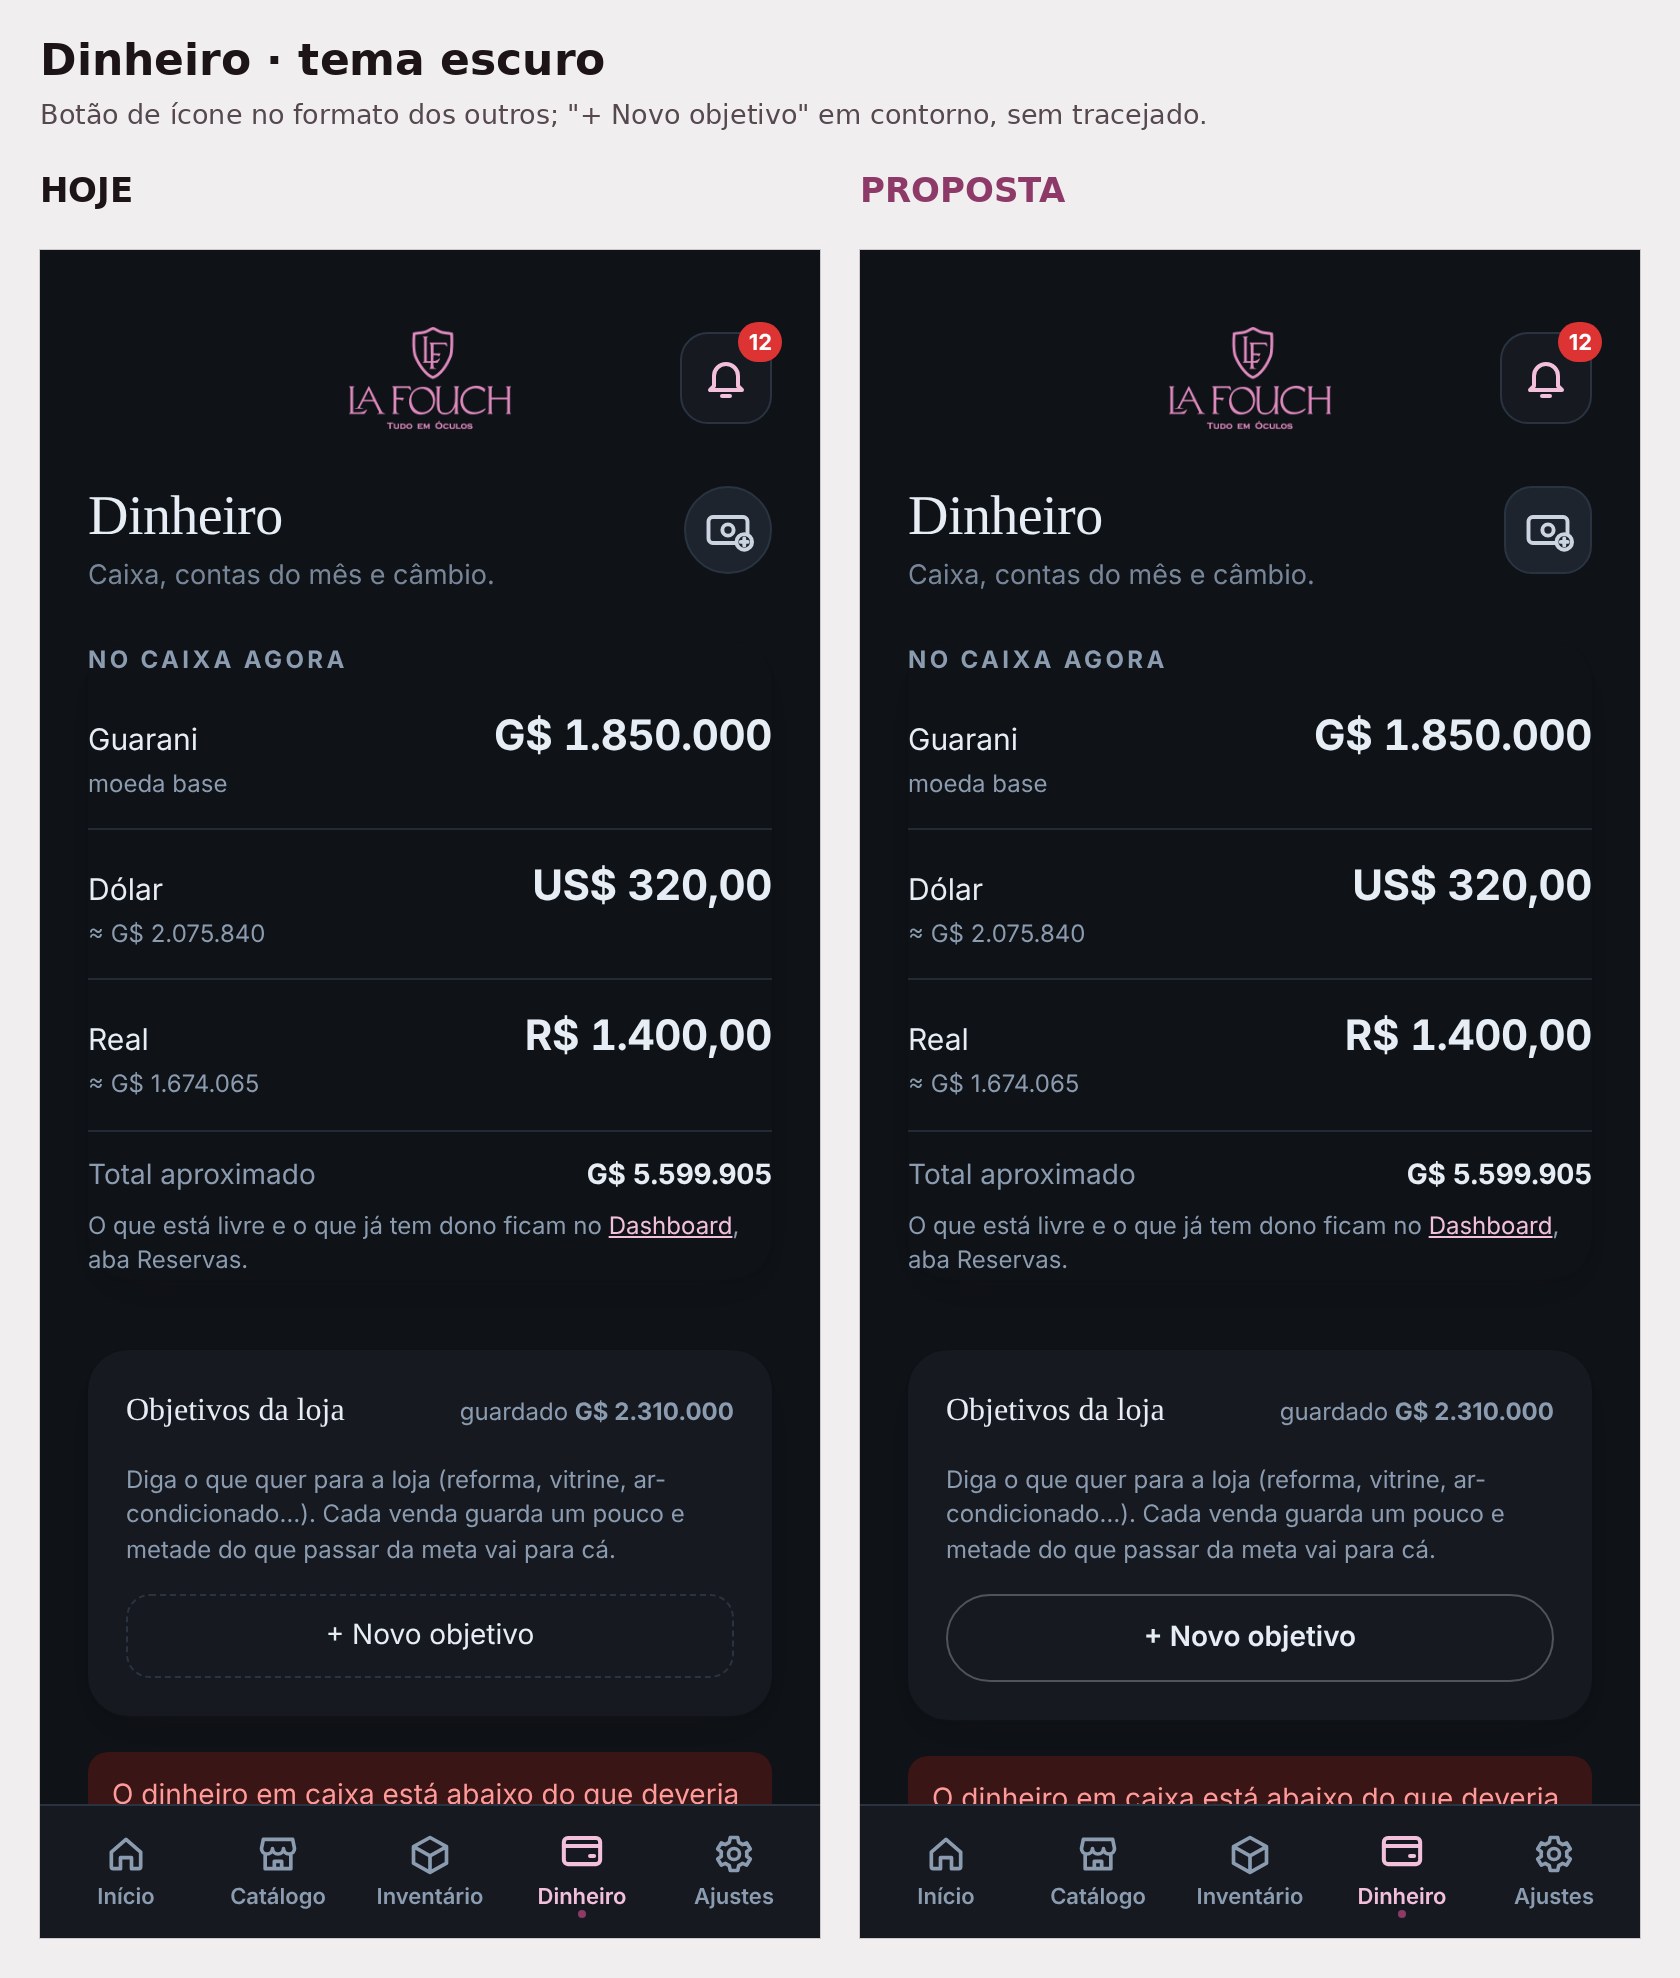 Dinheiro · tema escuro
Botão de ícone no formato dos outros; "+ Novo objetivo" em contorno, sem tracejado.
HOJE
LF
LA FOUCH
TUDO EM ÓCULOS
12
Dinheiro
Caixa, contas do mês e câmbio.
NO CAIXA AGORA
Guarani G$ 1.850.000
moeda base
Dólar US$ 320,00
≈ G$ 2.075.840
Real R$ 1.400,00
≈ G$ 1.674.065
Total aproximado G$ 5.599.905
O que está livre e o que já tem dono ficam no Dashboard,
aba Reservas.
Objetivos da loja guardado G$ 2.310.000
Diga o que quer para a loja (reforma, vitrine, ar-
condicionado...). Cada venda guarda um pouco e
metade do que passar da meta vai para cá.
+ Novo objetivo
O dinheiro em caixa está abaixo do que deveria
Início Catálogo Inventário Dinheiro Ajustes
PROPOSTA
LF
LA FOUCH
TUDO EM ÓCULOS
12
Dinheiro
Caixa, contas do mês e câmbio.
NO CAIXA AGORA
Guarani G$ 1.850.000
moeda base
Dólar US$ 320,00
≈ G$ 2.075.840
Real R$ 1.400,00
≈ G$ 1.674.065
Total aproximado G$ 5.599.905
O que está livre e o que já tem dono ficam no Dashboard,
aba Reservas.
Objetivos da loja guardado G$ 2.310.000
Diga o que quer para a loja (reforma, vitrine, ar-
condicionado...). Cada venda guarda um pouco e
metade do que passar da meta vai para cá.
+ Novo objetivo
O dinheiro em caixa está abaixo do que deveria
Início Catálogo Inventário Dinheiro Ajustes